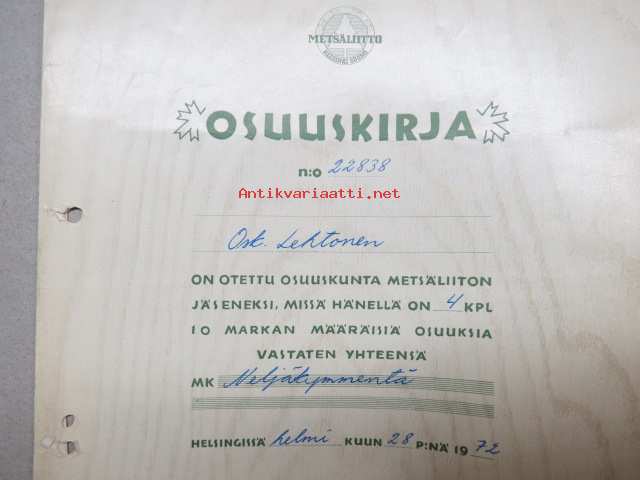 METSÄLIITTO
OSUUSKIRJA
n:o 22838
Antikvariaatti.net
Osk. Lehtonen
ON OTETTU OSUUSKUNTA METSÄLIITON
JÄSENEKSI, MISSÄ HÄNELLÄ ON 4 KPL
10 MARKAN MÄÄRÄISIÄ OSUUKSIA
VASTATEN YHTEENSÄ
MK Neljäkymmentä
HELSINGISSÄ helmi KUUN 28 P:NÄ 1972